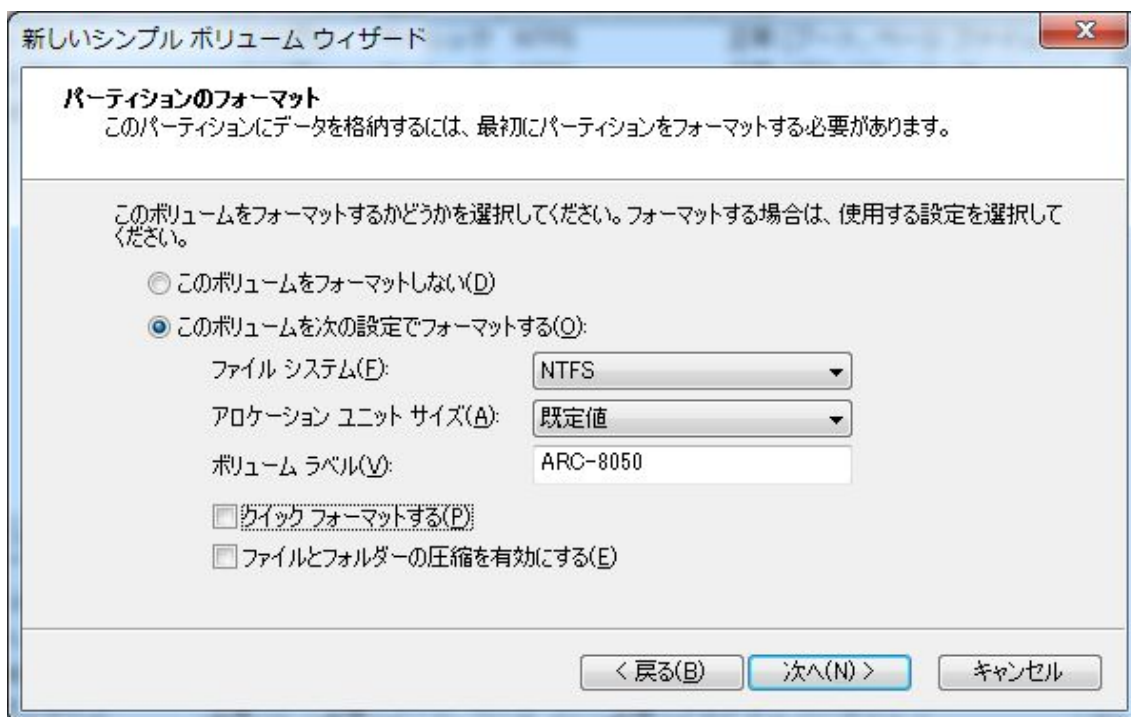 新しいシンプル ボリューム ウィザード
パーティションのフォーマット
このパーティションにデータを格納するには、最初にパーティションをフォーマットする必要があります。
このボリュームをフォーマットするかどうかを選択してください。フォーマットする場合は、使用する設定を選択して
ください。
このボリュームをフォーマットしない(D)
このボリュームを次の設定でフォーマットする(O):
ファイル システム(F): NTFS
アロケーション ユニット サイズ(A): 既定値
ボリューム ラベル(V): ARC-8050
クイック フォーマットする(P)
ファイルとフォルダーの圧縮を有効にする(E)
< 戻る(B) 次へ(N) > キャンセル